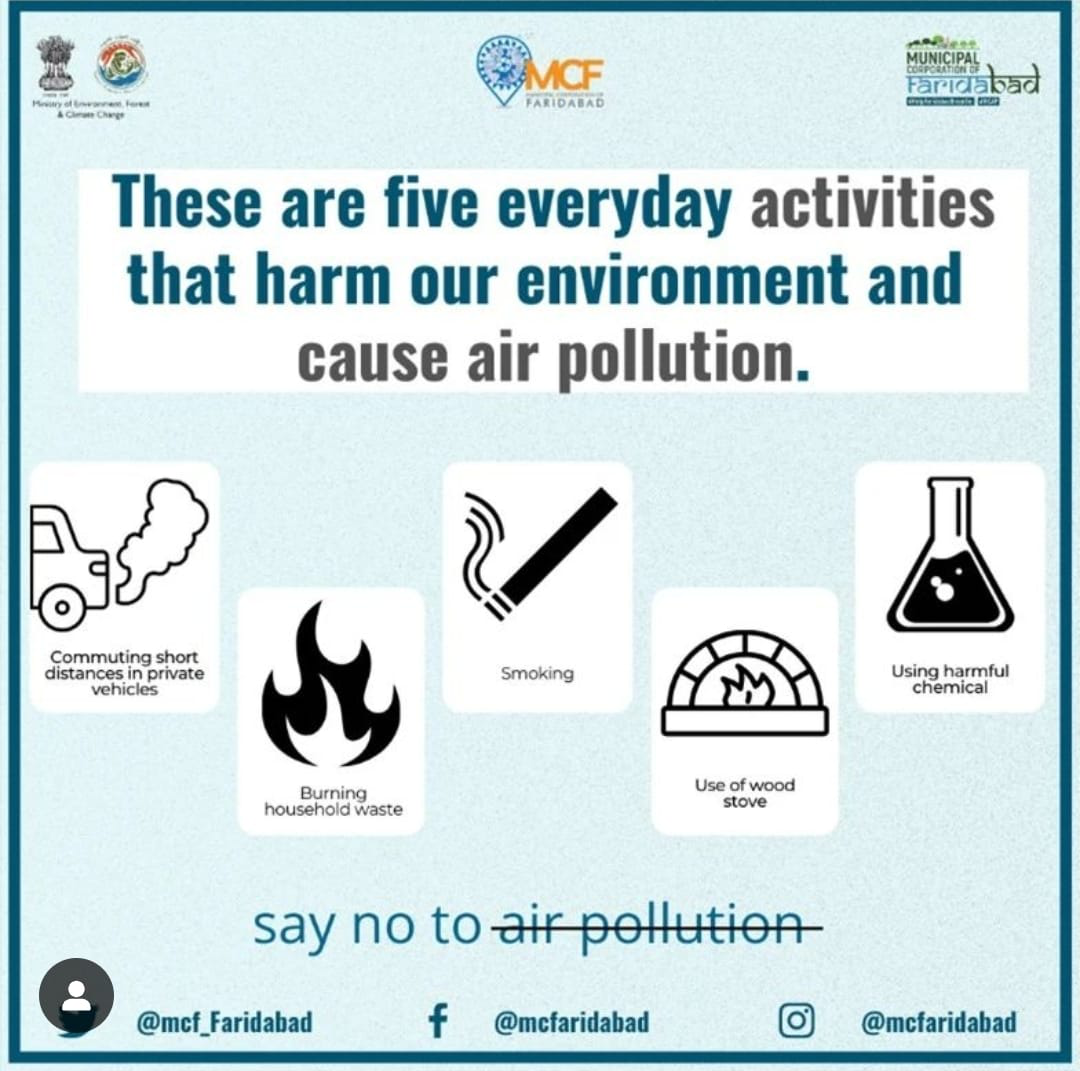 Ministry of Environment, Forest
& Climate Change
MCF
FARIDABAD
MUNICIPAL
CORPORATION OF
faridabad
These are five everyday activities
that harm our environment and
cause air pollution.
Commuting short
distances in private
vehicles
Burning
household waste
Smoking
Use of wood
stove
Using harmful
chemical
say no to air pollution
@mcf_Faridabad
@mcfaridabad
@mcfaridabad